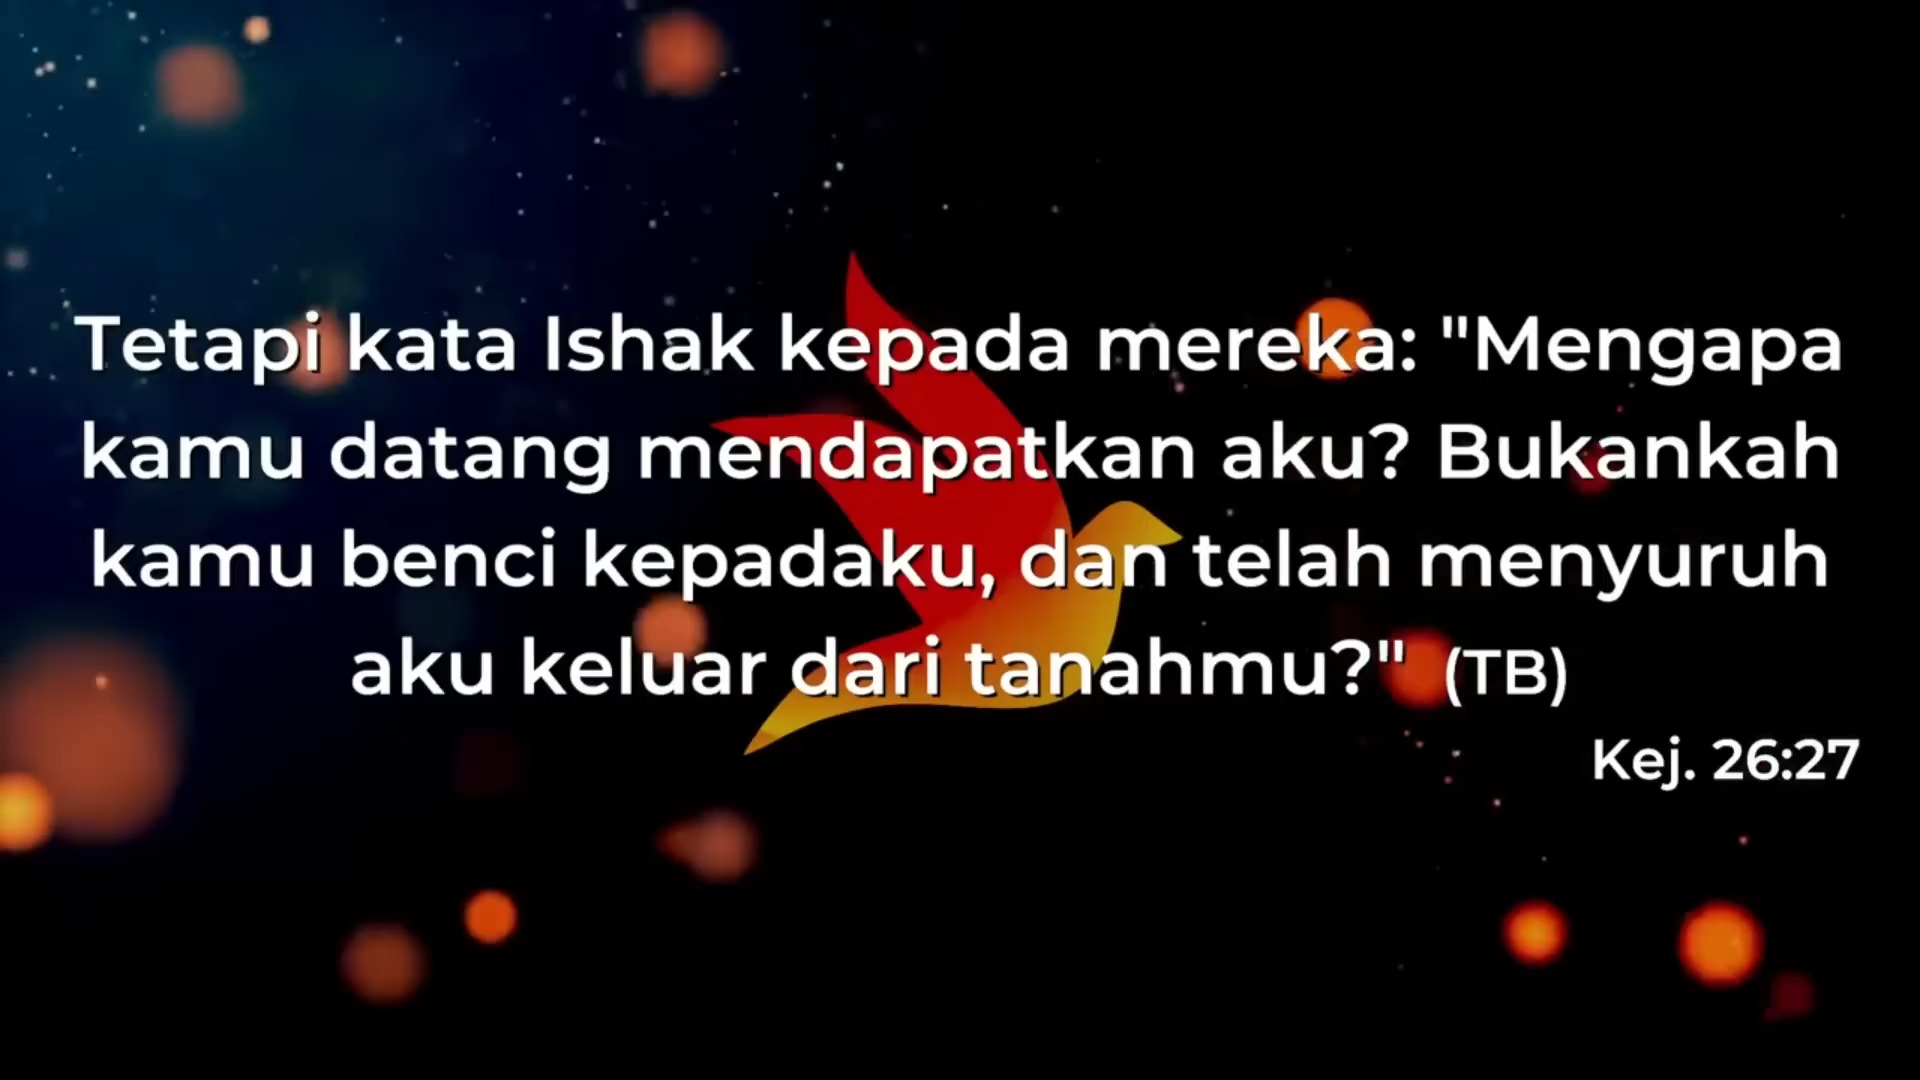 Tetapi kata Ishak kepada mereka: "Mengapa
kamu datang mendapatkan aku? Bukankah
kamu benci kepadaku, dan telah menyuruh
aku keluar dari tanahmu?" (TB)
Kej. 26:27